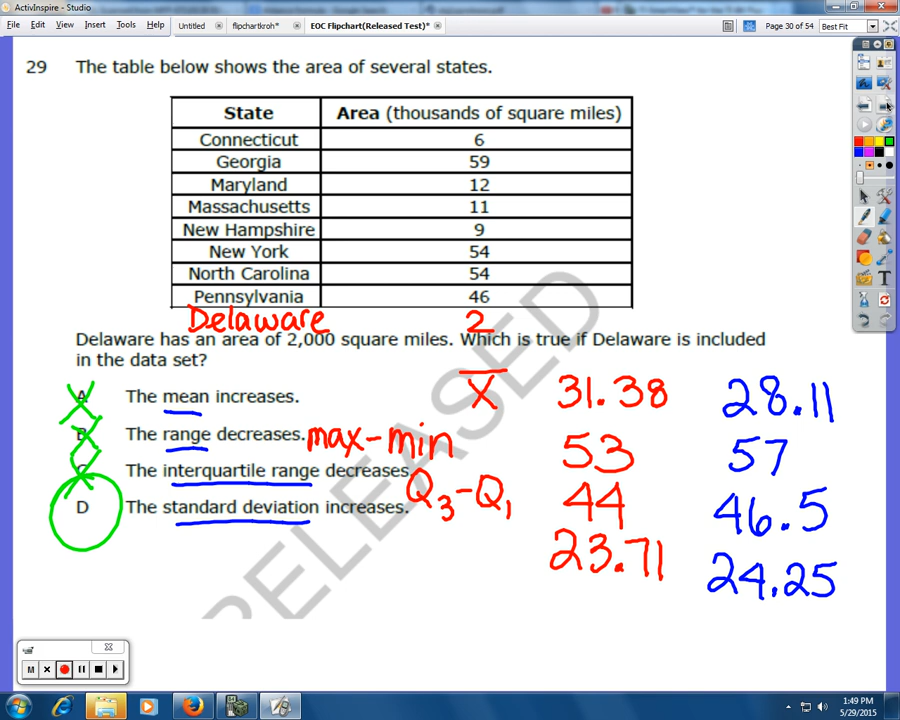 ActivInspire - Studio
File Edit View Insert Tools Help Untitled flipchartkroh* EOC Flipchart(Released Test)* Page 30 of 54 Best Fit
29 The table below shows the area of several states.
State Area (thousands of square miles)
Connecticut 6
Georgia 59
Maryland 12
Massachusetts 11
New Hampshire 9
New York 54
North Carolina 54
Pennsylvania 46
Delaware 2
Delaware has an area of 2,000 square miles. Which is true if Delaware is included
in the data set?
A The mean increases. X 31.38 28.11
B The range decreases. max-min 53 57
C The interquartile range decreases. Q3-Q1 44 46.5
D The standard deviation increases. 23.71 24.25
RELEASED
M
1:49 PM
5/29/2015